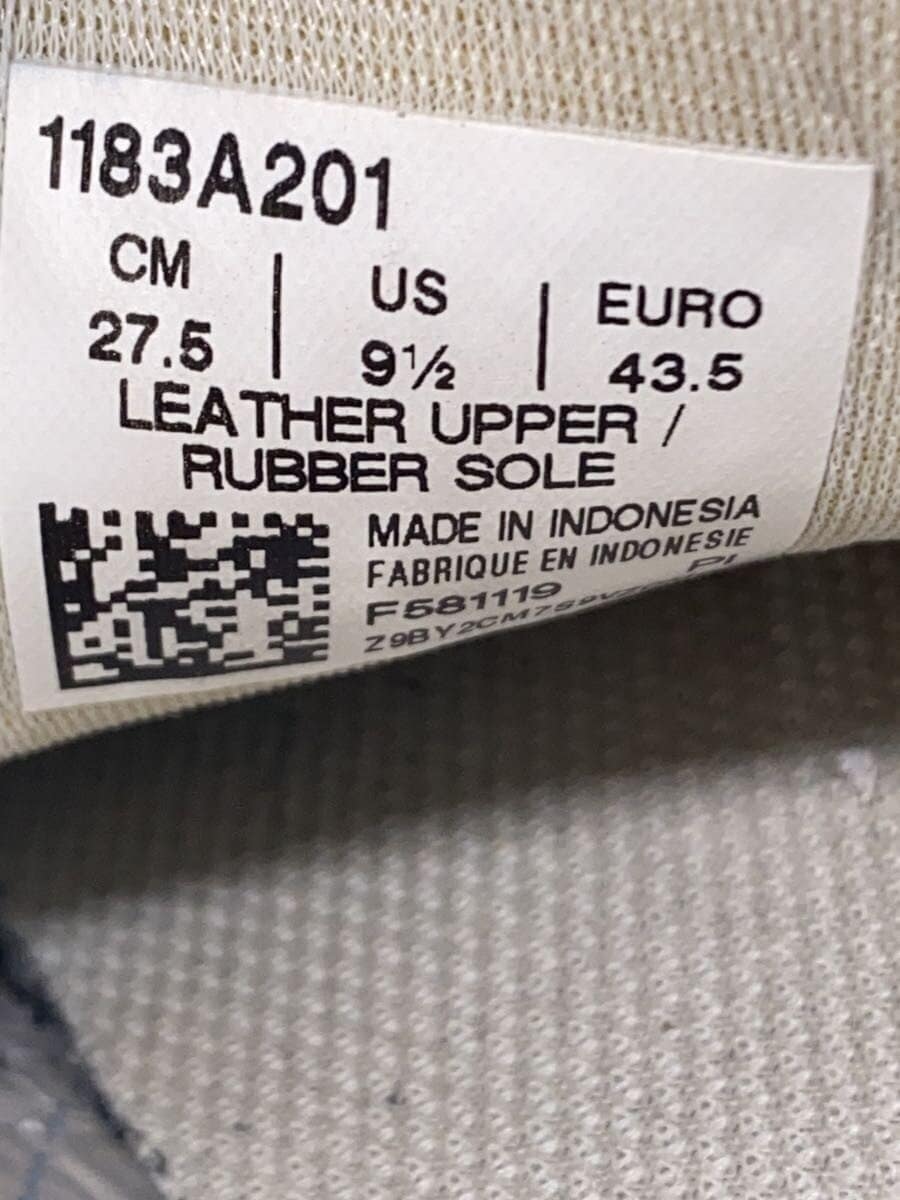 1183A201
CM | US | EURO
27.5 | 9½ | 43.5
LEATHER UPPER /
RUBBER SOLE
MADE IN INDONESIA
FABRIQUE EN INDONESIE
F581119 PI